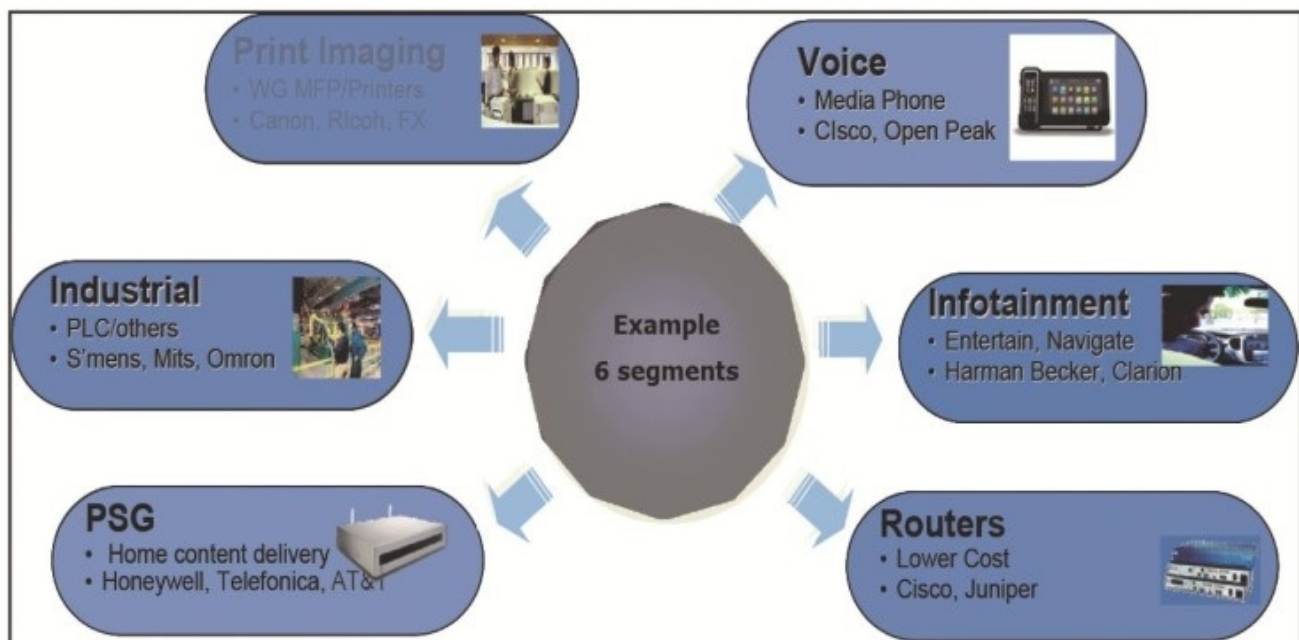 Print Imaging
• WG MFP/Printers
• Canon, Ricoh, FX
Voice
• Media Phone
• CIsco, Open Peak
Industrial
• PLC/others
• S'mens, Mits, Omron
Example
6 segments
Infotainment
• Entertain, Navigate
• Harman Becker, Clarion
PSG
• Home content delivery
• Honeywell, Telefonica, AT&T
Routers
• Lower Cost
• Cisco, Juniper